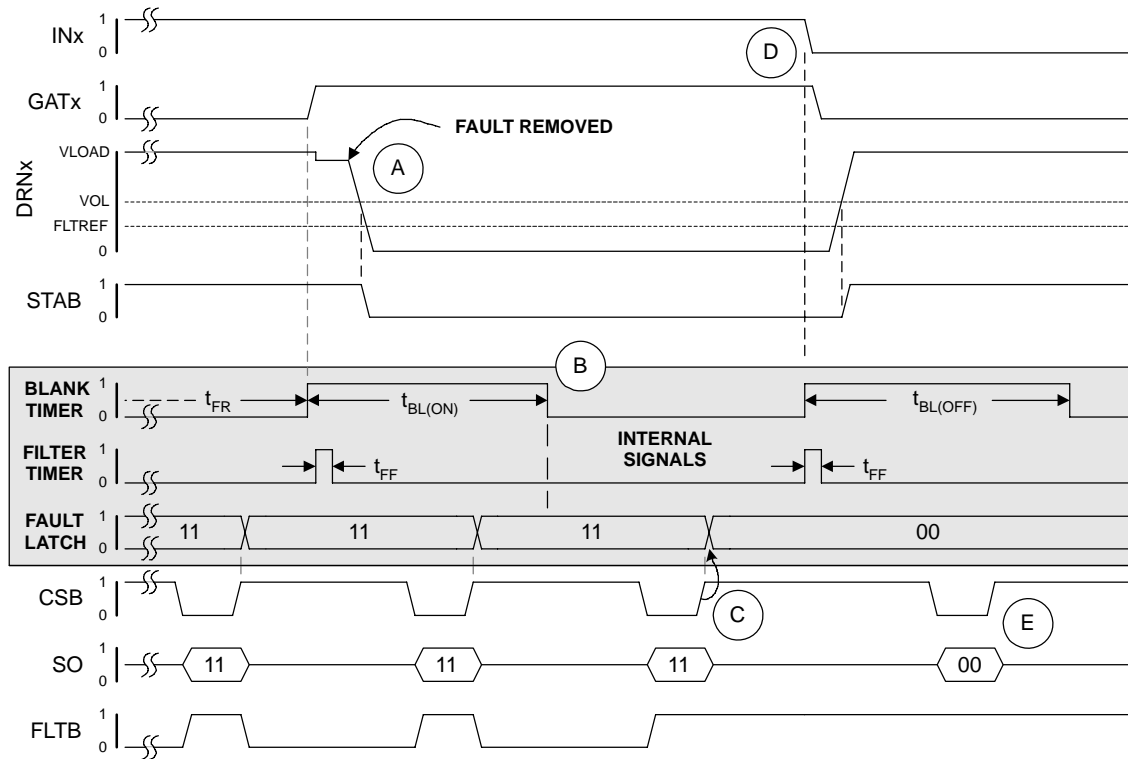 INx
1
0
D
GATx
1
0
FAULT REMOVED
A
DRNx
VLOAD
VOL
FLTREF
0
STAB
1
0
B
BLANK
TIMER
1
0
tFR
tBL(ON)
tBL(OFF)
INTERNAL
SIGNALS
FILTER
TIMER
1
0
tFF
tFF
FAULT
LATCH
1
0
11
11
11
00
CSB
1
0
C
E
SO
1
0
11
11
11
00
FLTB
1
0